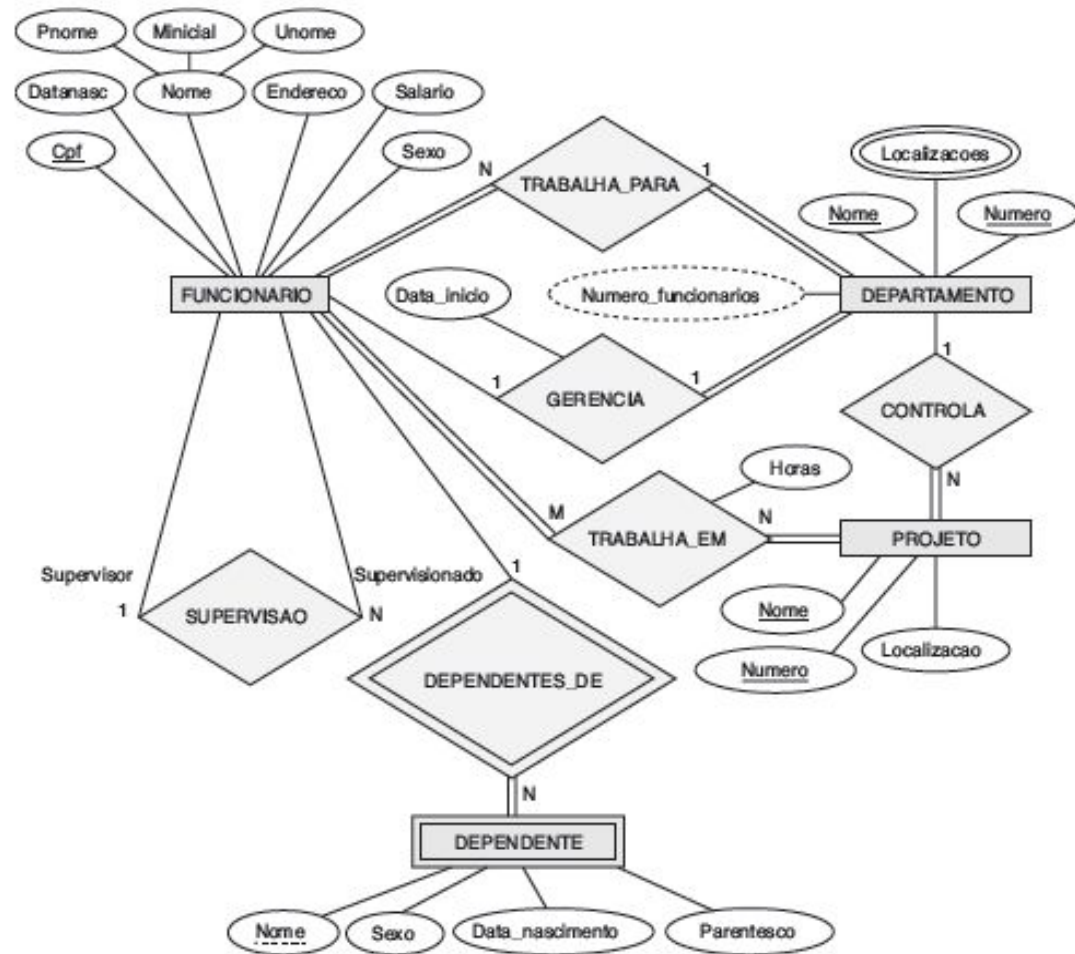 Pnome Minicial Unome
Datanasc Nome Endereco Salario
Cpf Sexo
N TRABALHA_PARA 1
Localizacoes
Nome Numero
FUNCIONARIO
Data_inicio Numero_funcionarios
DEPARTAMENTO
1 GERENCIA 1
1
CONTROLA
N
Horas
M TRABALHA_EM N
PROJETO
Nome
Numero
Localizacao
Supervisor Supervisionado
1 SUPERVISAO N
1
DEPENDENTES_DE
N
DEPENDENTE
Nome Sexo Data_nascimento Parentesco